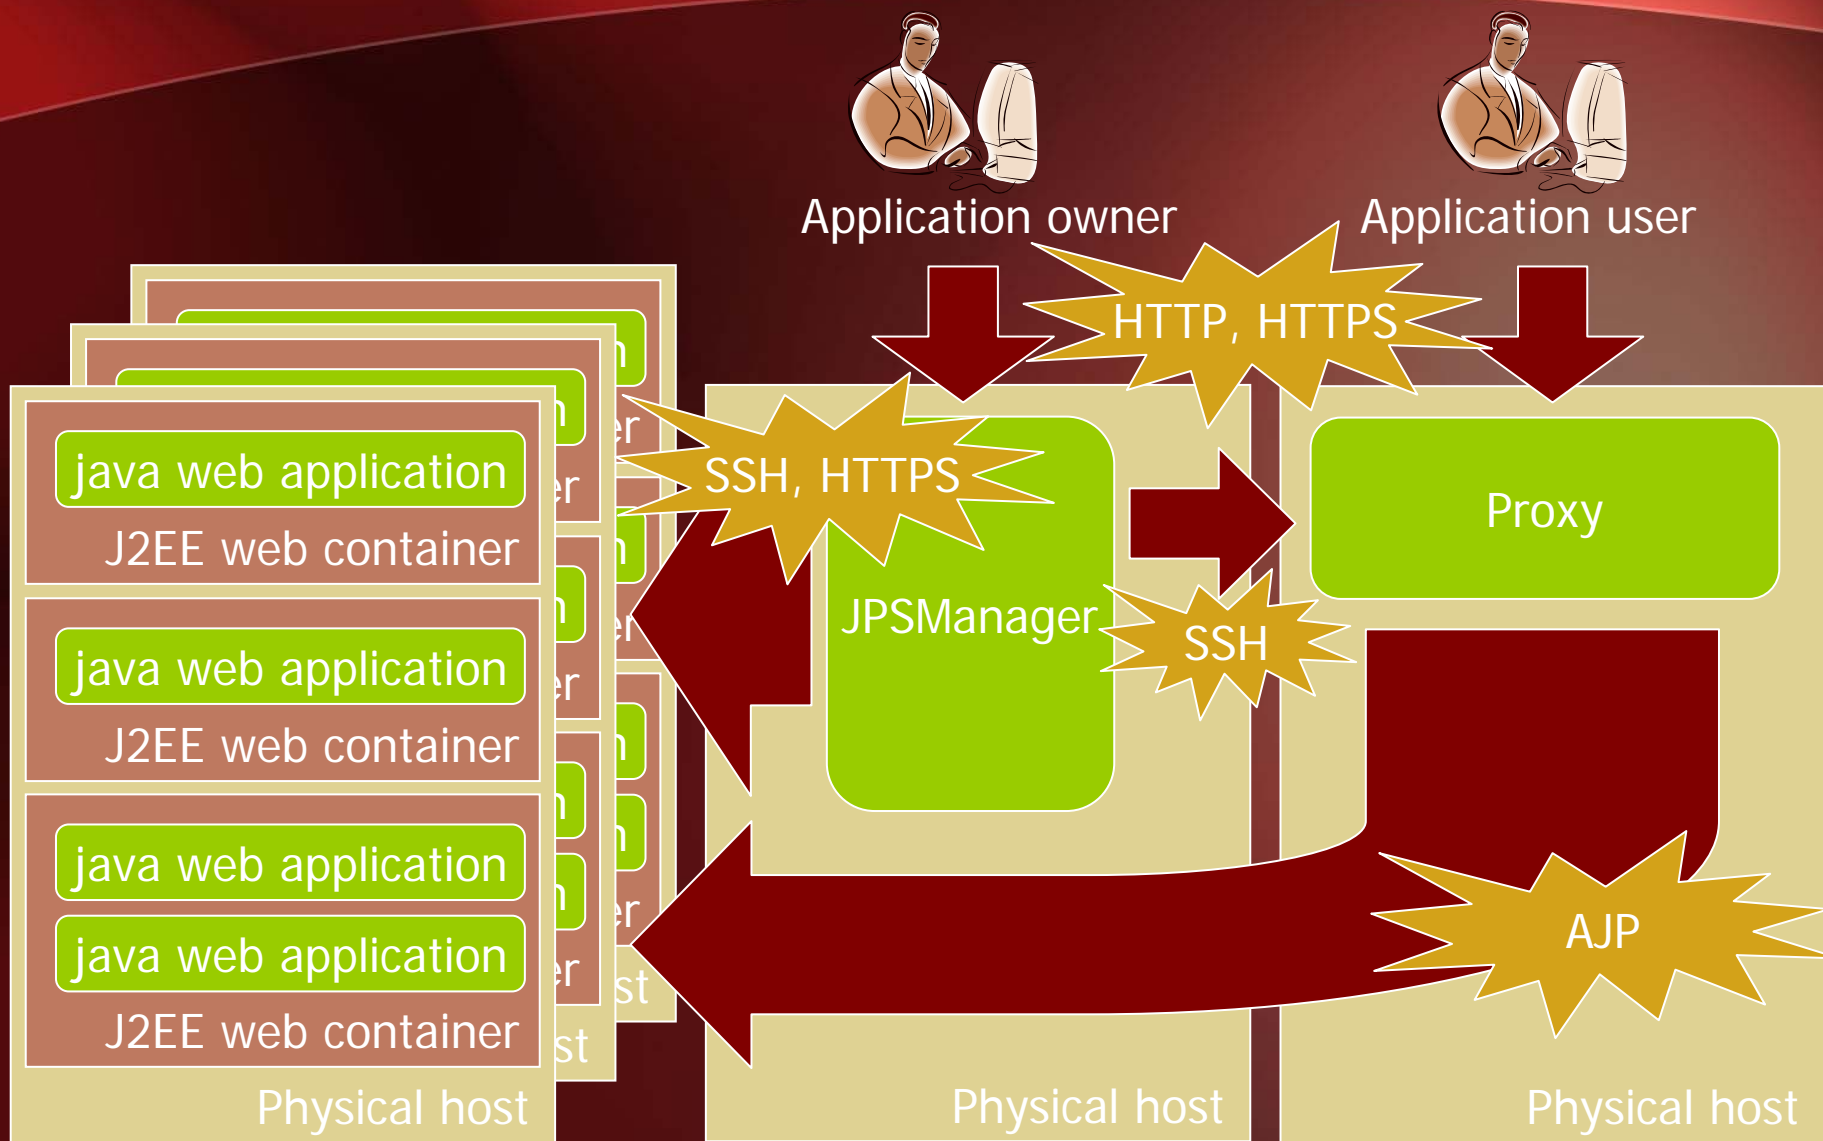 Application owner
Application user
HTTP, HTTPS
SSH, HTTPS
java web application
J2EE web container
java web application
J2EE web container
java web application
java web application
J2EE web container
Physical host
JPSManager
SSH
Physical host
Proxy
AJP
Physical host